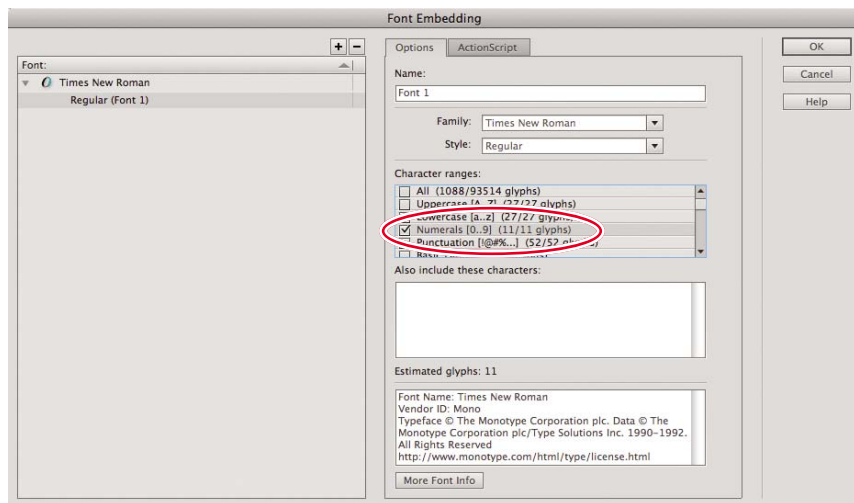 Font Embedding
+ −
Font:
Times New Roman
Regular (Font 1)
Options ActionScript
Name:
Font 1
Family: Times New Roman
Style: Regular
Character ranges:
All (1088/93514 glyphs)
Uppercase [A..Z] (27/27 glyphs)
Lowercase [a..z] (27/27 glyphs)
Numerals [0..9] (11/11 glyphs)
Punctuation [!@#%...] (52/52 glyphs)
Also include these characters:
Estimated glyphs: 11
Font Name: Times New Roman
Vendor ID: Mono
Typeface © The Monotype Corporation plc. Data © The
Monotype Corporation plc/Type Solutions Inc. 1990-1992.
All Rights Reserved
http://www.monotype.com/html/type/license.html
More Font Info
OK
Cancel
Help